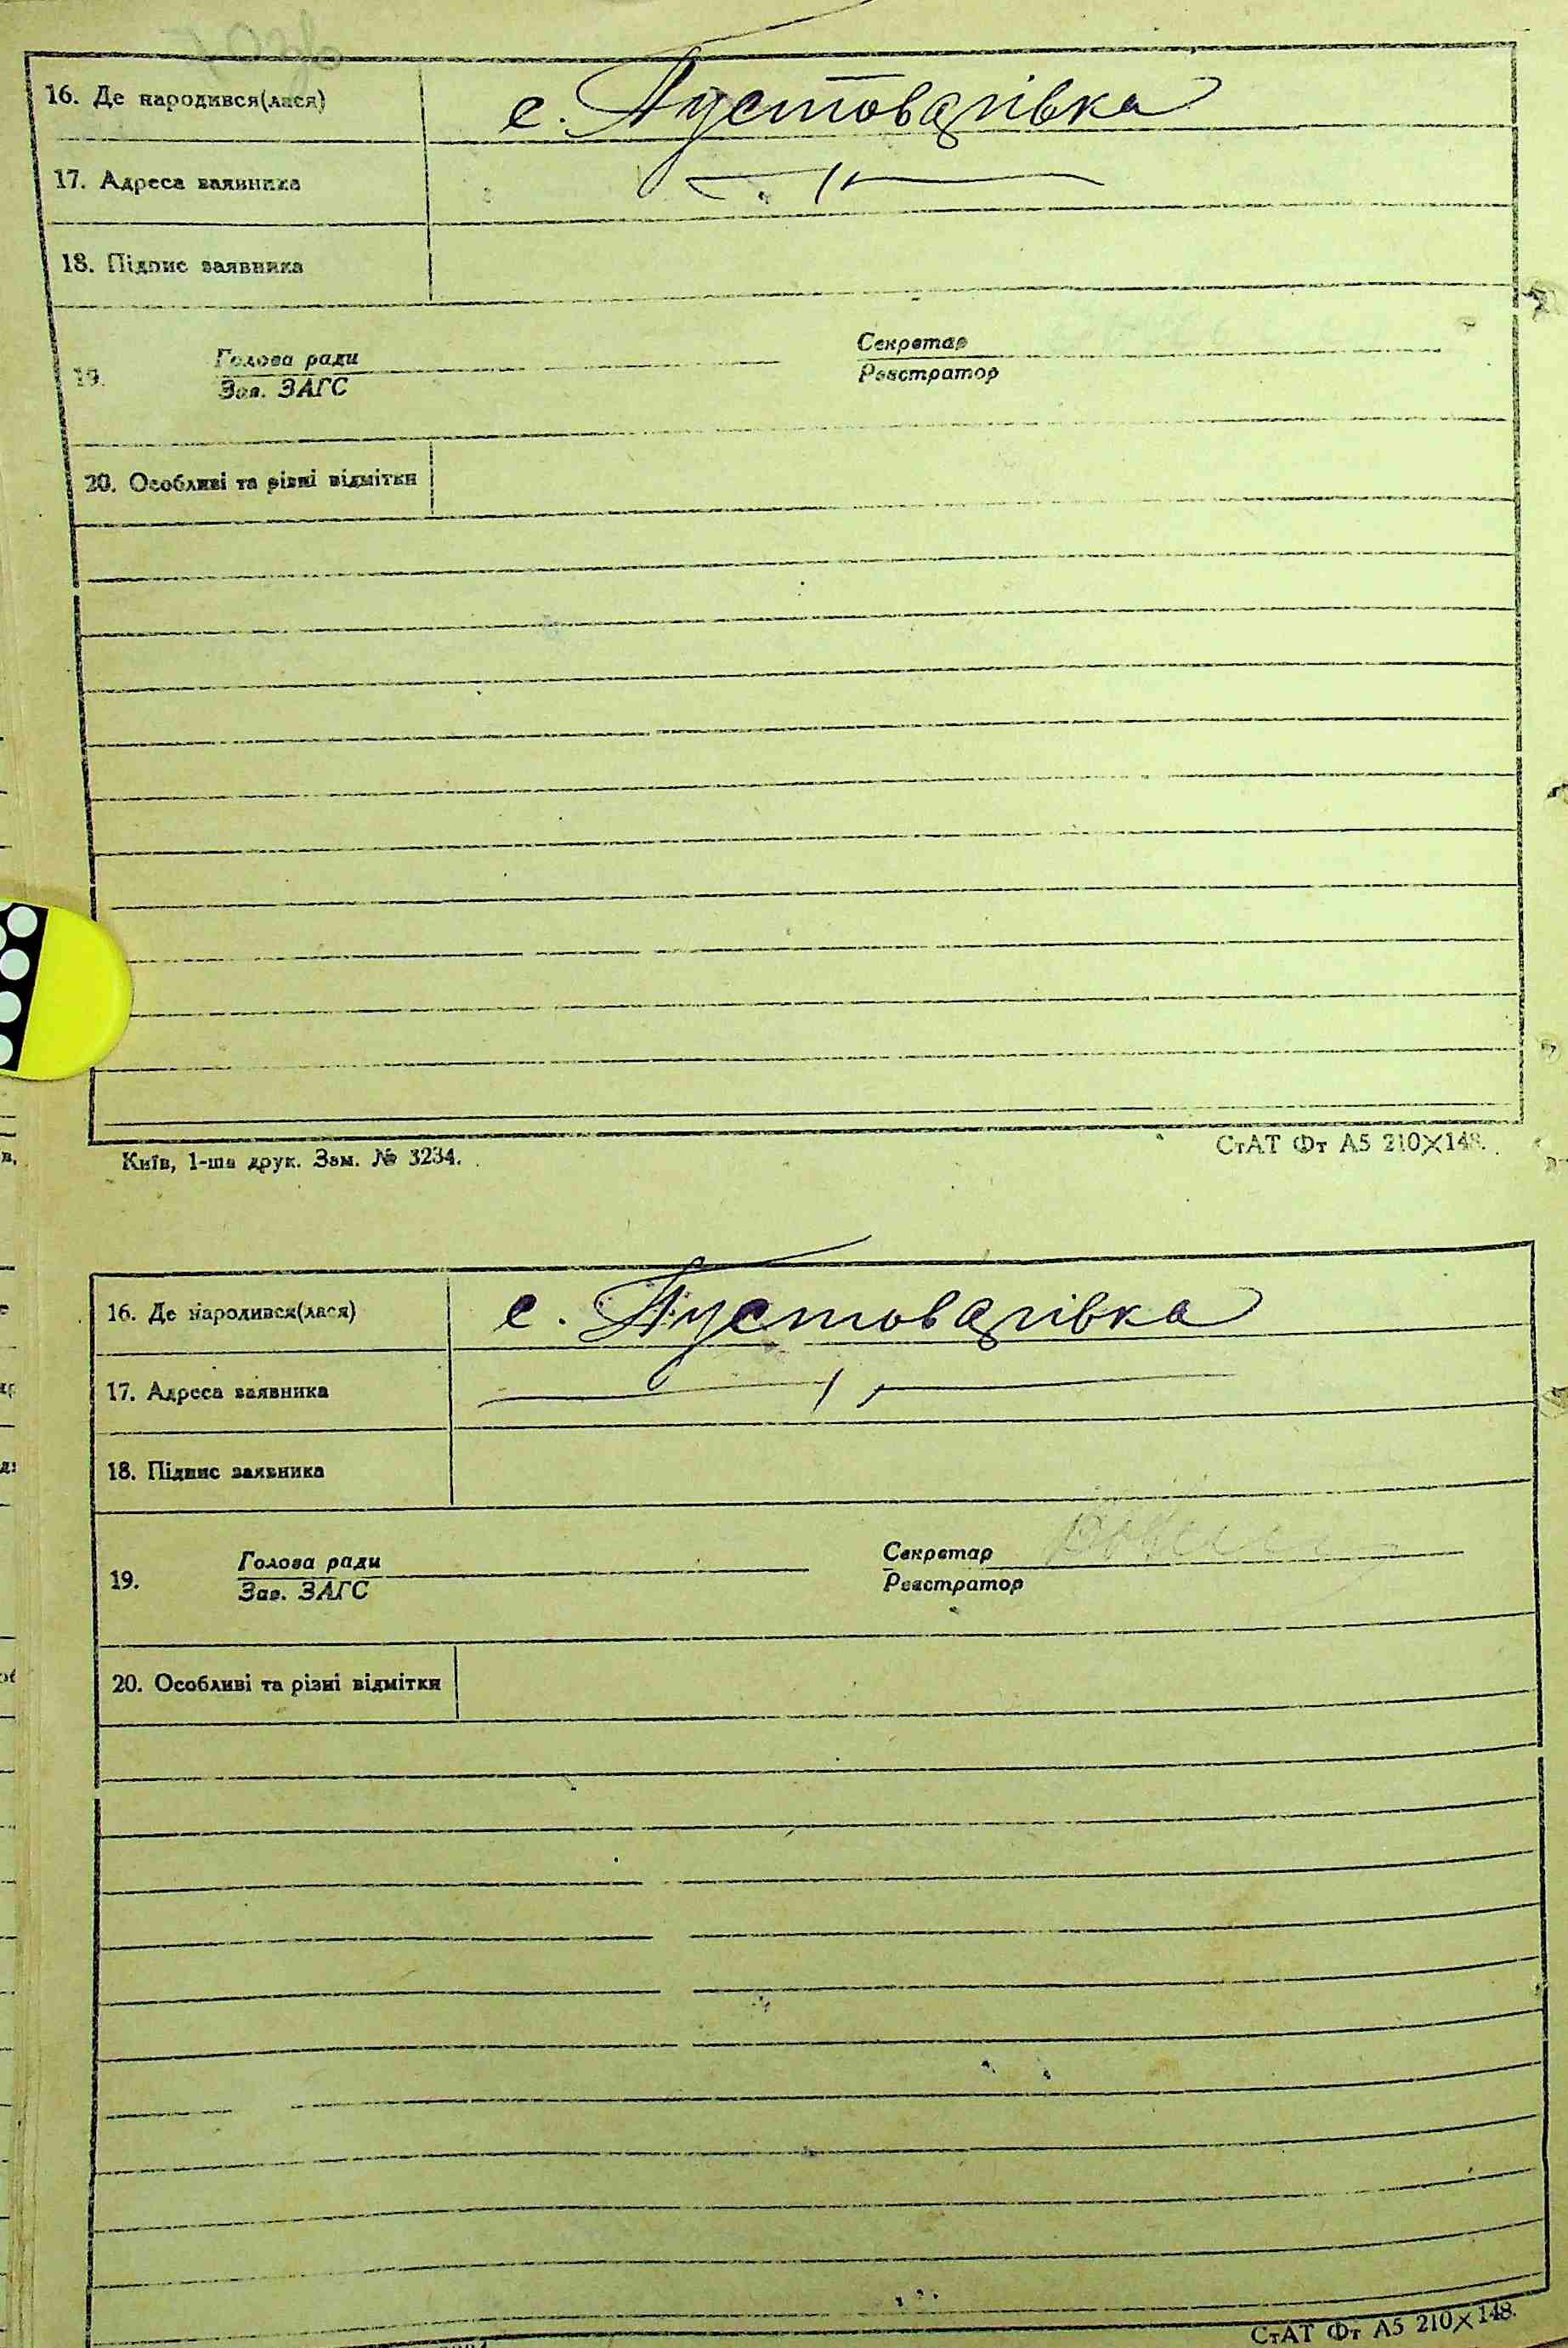 16. Де народився(лася) с. Пустоварівка
17. Адреса заявника — // —
18. Підпис заявника
Голова ради Секретар
19.
Зав. ЗАГС Реєстратор
20. Особливі та різні відмітки
Київ, 1-ша друк. Зам. № 3234. СтАТ Фт А5 210×148.
16. Де народився(лася) с. Пустоварівка
17. Адреса заявника — // —
18. Підпис заявника
Голова ради Секретар
19.
Зав. ЗАГС Реєстратор
20. Особливі та різні відмітки
СтАТ Фт А5 210×148.